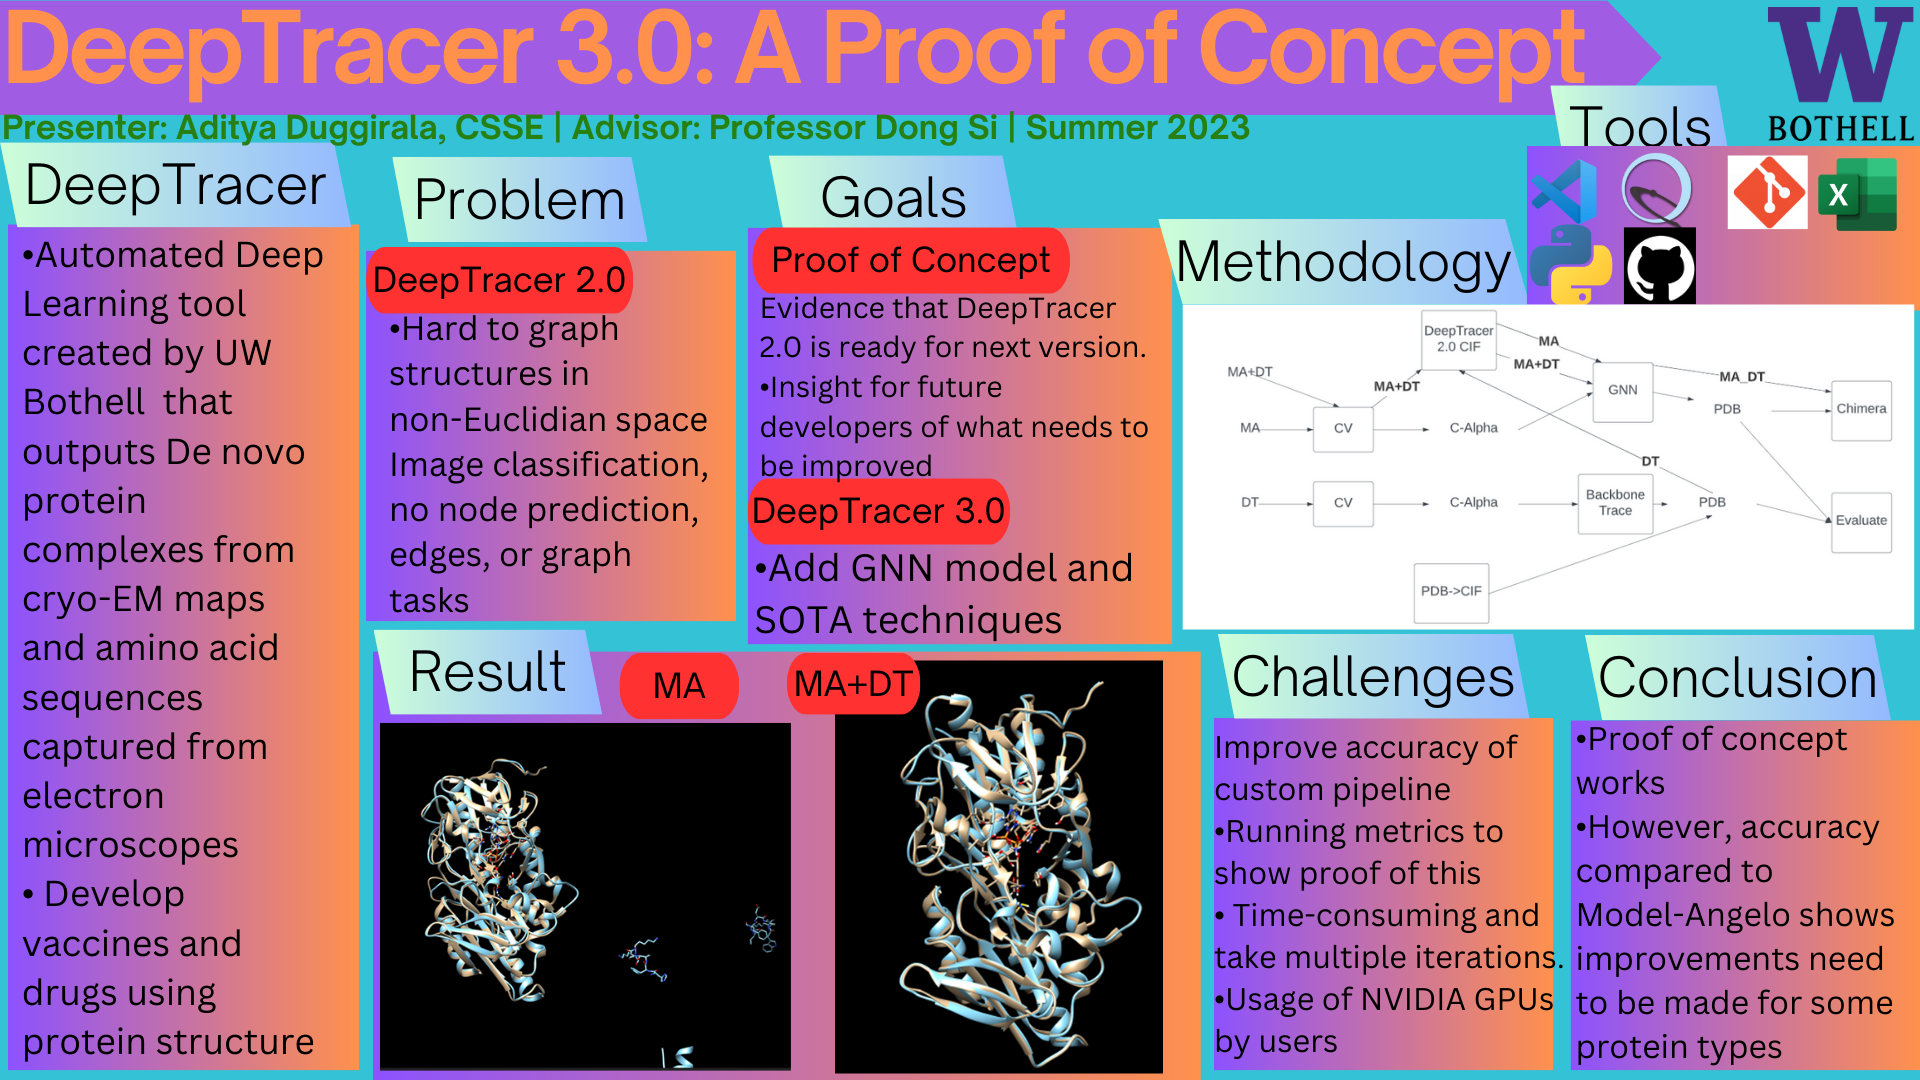 DeepTracer 3.0: A Proof of Concept
W
BOTHELL
Presenter: Aditya Duggirala, CSSE | Advisor: Professor Dong Si | Summer 2023
DeepTracer
•Automated Deep
Learning tool
created by UW
Bothell that
outputs De novo
protein
complexes from
cryo-EM maps
and amino acid
sequences
captured from
electron
microscopes
• Develop
vaccines and
drugs using
protein structure
Problem
DeepTracer 2.0
•Hard to graph
structures in
non-Euclidian space
Image classification,
no node prediction,
edges, or graph
tasks
Goals
Proof of Concept
Evidence that DeepTracer
2.0 is ready for next version.
•Insight for future
developers of what needs to
be improved
DeepTracer 3.0
•Add GNN model and
SOTA techniques
Tools
X
Methodology
DeepTracer
2.0 CIF
MA
MA+DT
MA+DT
MA+DT
GNN
MA_DT
PDB
Chimera
MA
CV
C-Alpha
DT
DT
CV
C-Alpha
Backbone
Trace
PDB
Evaluate
PDB->CIF
Result
MA
MA+DT
Challenges
Improve accuracy of
custom pipeline
•Running metrics to
show proof of this
• Time-consuming and
take multiple iterations.
•Usage of NVIDIA GPUs
by users
Conclusion
•Proof of concept
works
•However, accuracy
compared to
Model-Angelo shows
improvements need
to be made for some
protein types